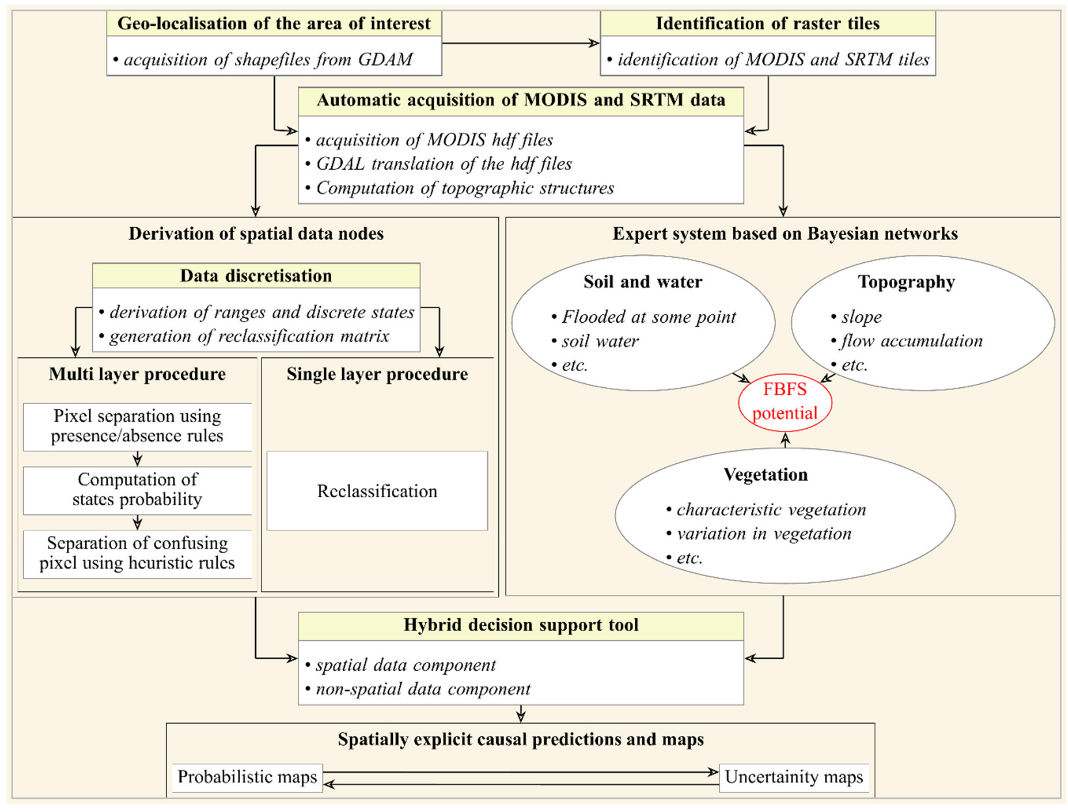 Geo-localisation of the area of interest
• acquisition of shapefiles from GDAM
Identification of raster tiles
• identification of MODIS and SRTM tiles
Automatic acquisition of MODIS and SRTM data
• acquisition of MODIS hdf files
• GDAL translation of the hdf files
• Computation of topographic structures
Derivation of spatial data nodes
Data discretisation
• derivation of ranges and discrete states
• generation of reclassification matrix
Multi layer procedure
Pixel separation using
presence/absence rules
Computation of
states probability
Separation of confusing
pixel using heuristic rules
Single layer procedure
Reclassification
Expert system based on Bayesian networks
Soil and water
• Flooded at some point
• soil water
• etc.
Topography
• slope
• flow accumulation
• etc.
FBFS
potential
Vegetation
• characteristic vegetation
• variation in vegetation
• etc.
Hybrid decision support tool
• spatial data component
• non-spatial data component
Spatially explicit causal predictions and maps
Probabilistic maps
Uncertainity maps